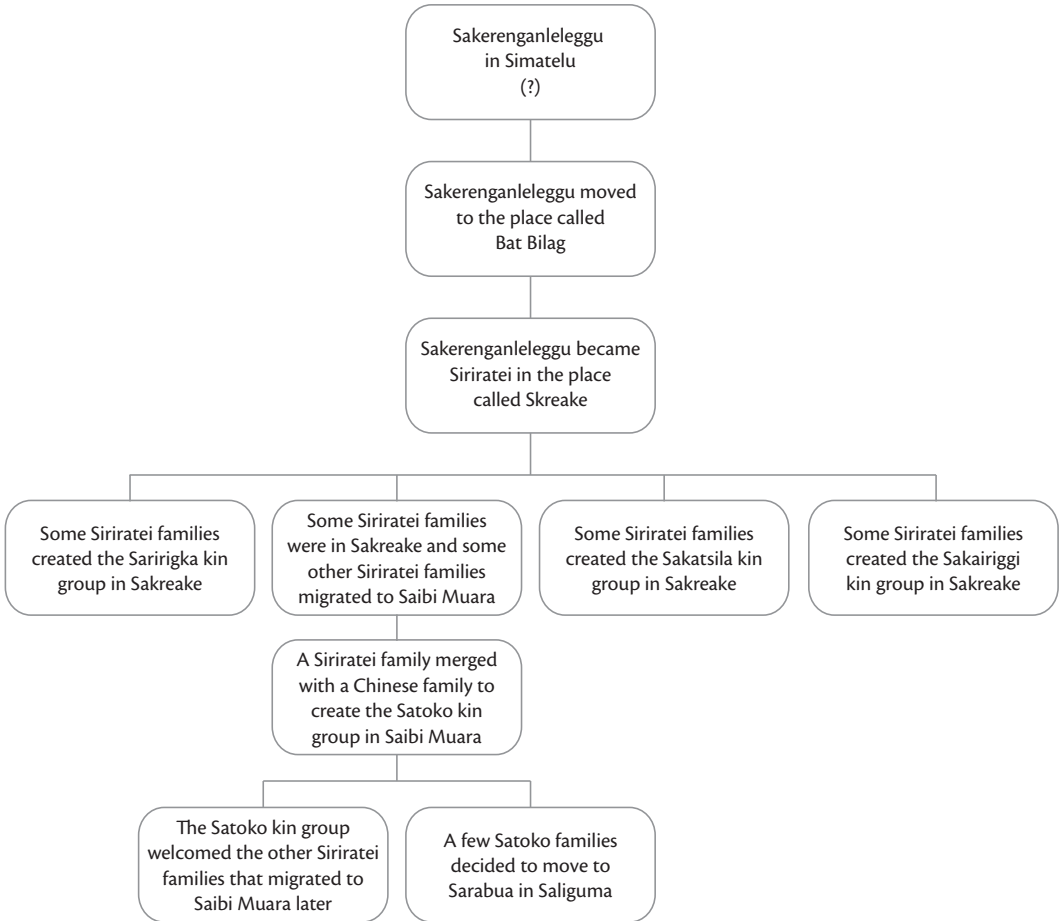 Sakerenganleleggu
in Simatelu
(?)
Sakerenganleleggu moved
to the place called
Bat Bilag
Sakerenganleleggu became
Siriratei in the place
called Skreake
Some Siriratei families
created the Saririgka kin
group in Sakreake
Some Siriratei families
were in Sakreake and some
other Siriratei families
migrated to Saibi Muara
Some Siriratei families
created the Sakatsila kin
group in Sakreake
Some Siriratei families
created the Sakairiggi
kin group in Sakreake
A Siriratei family merged
with a Chinese family to
create the Satoko kin
group in Saibi Muara
The Satoko kin group
welcomed the other Siriratei
families that migrated to
Saibi Muara later
A few Satoko families
decided to move to
Sarabua in Saliguma